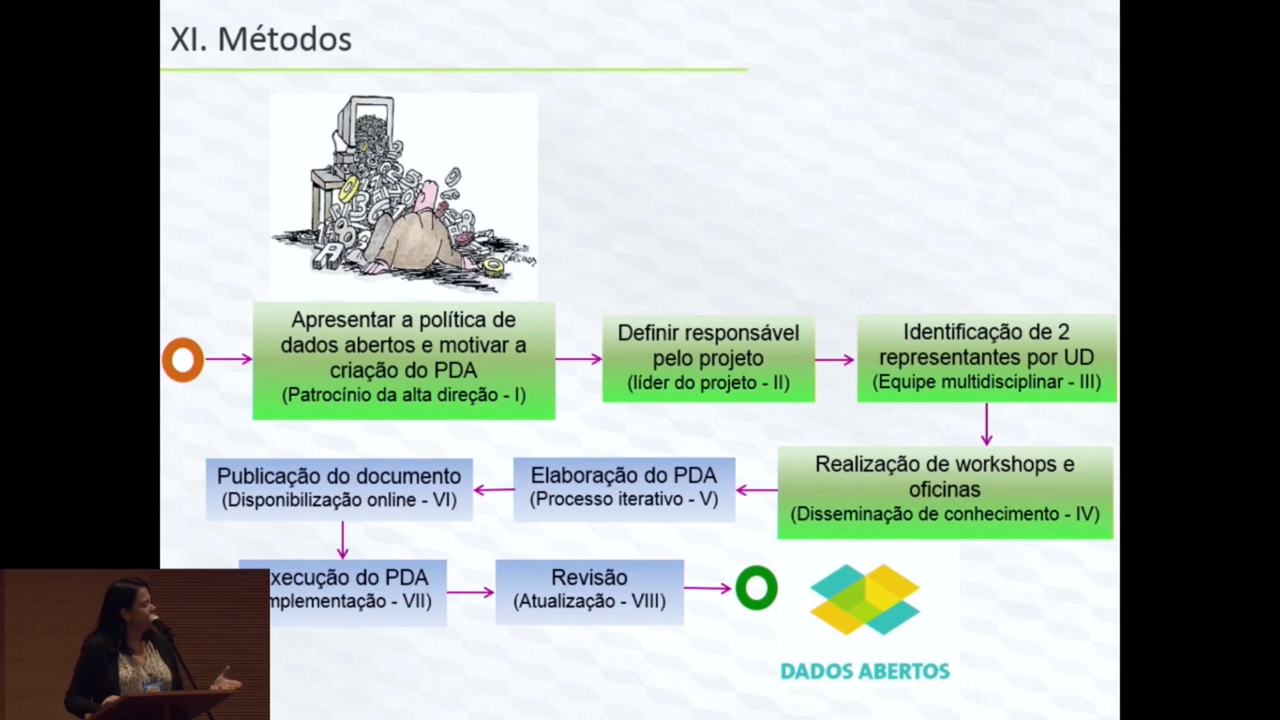 XI. Métodos
Apresentar a política de
dados abertos e motivar a
criação do PDA
(Patrocínio da alta direção - I)
Definir responsável
pelo projeto
(líder do projeto - II)
Identificação de 2
representantes por UD
(Equipe multidisciplinar - III)
Realização de workshops e
oficinas
(Disseminação de conhecimento - IV)
Elaboração do PDA
(Processo iterativo - V)
Publicação do documento
(Disponibilização online - VI)
xecução do PDA
mplementação - VII)
Revisão
(Atualização - VIII)
DADOS ABERTOS